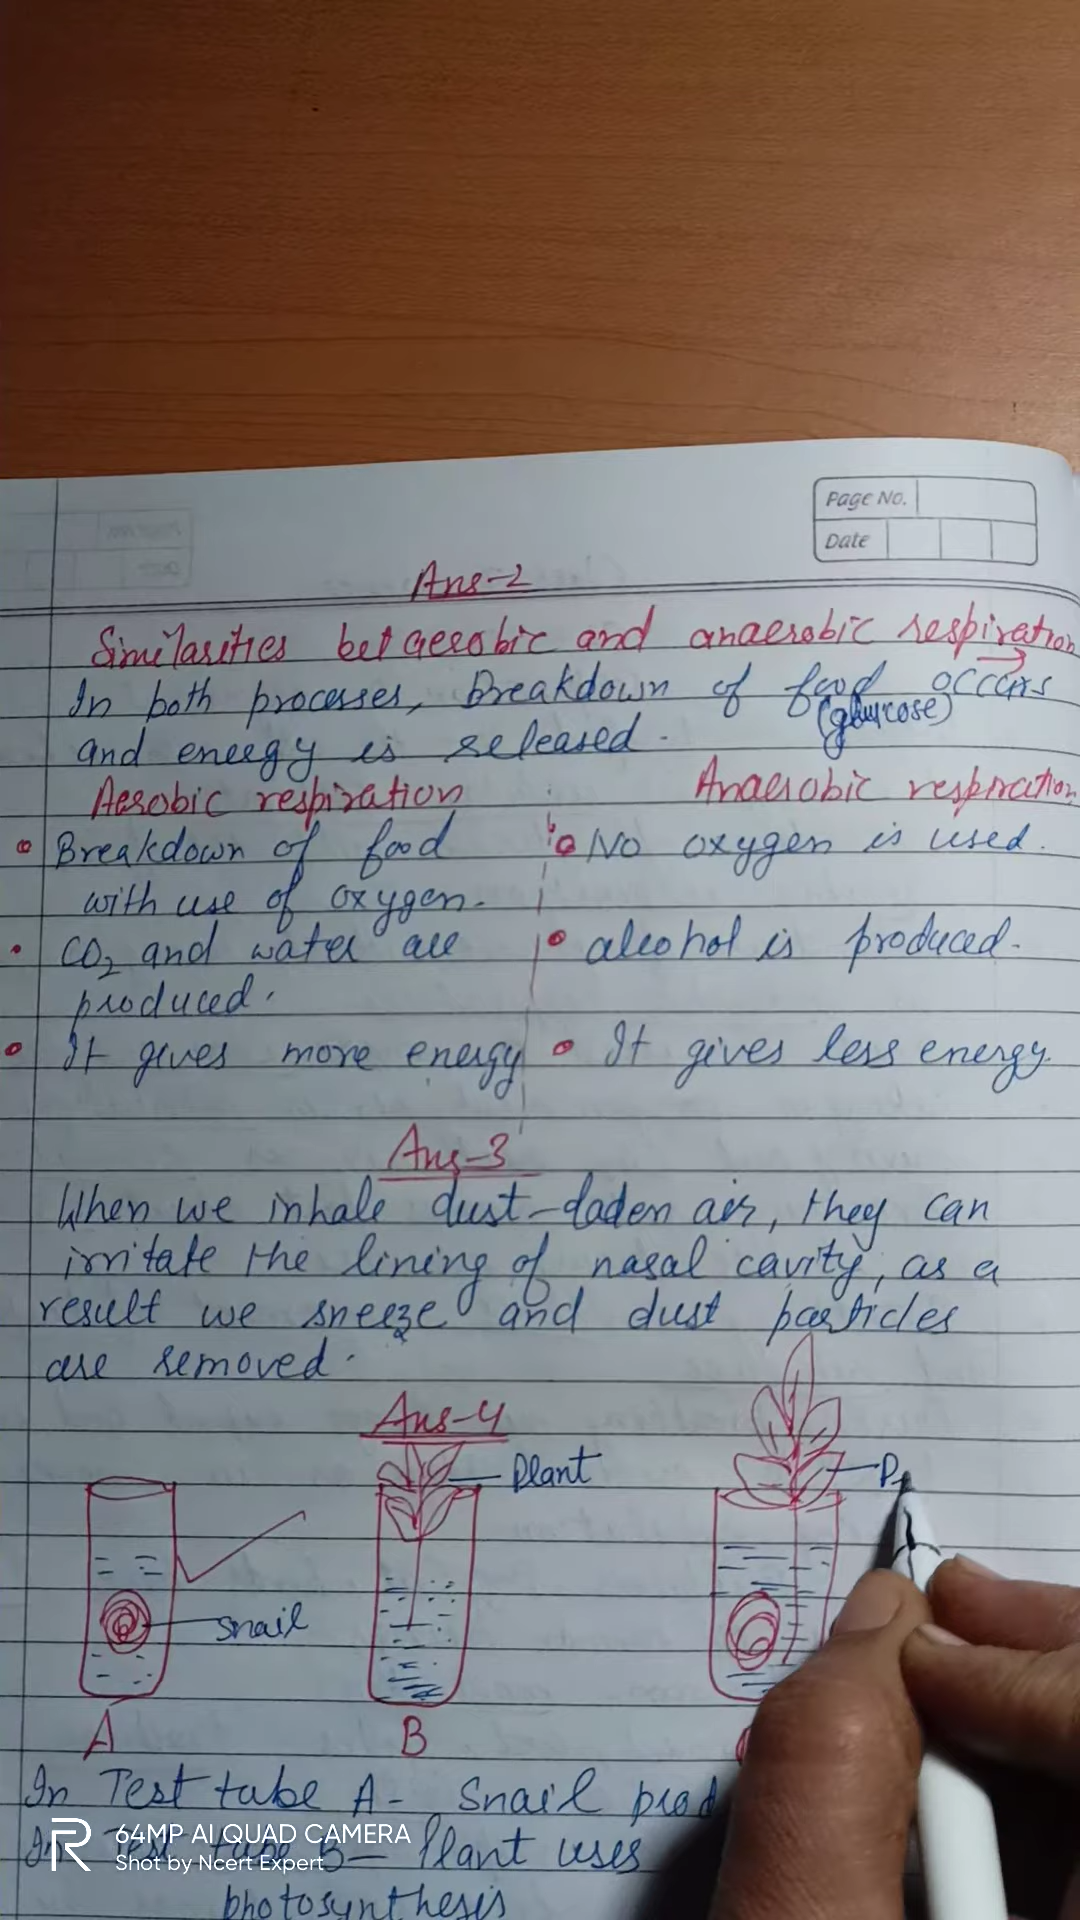 Page No.
Date
Ans-2
Similarities bet aerobic and anaerobic respiration
In both processes, Breakdown of food occurs
(glucose)
and energy is released.
Aerobic respiration Anaerobic respiration
Breakdown of food No oxygen is used.
with use of oxygen.
CO₂ and water are alcohol is produced.
produced.
It gives more energy It gives less energy.
Ans-3
When we inhale dust-laden air, they can
irritate the lining of nasal cavity, as a
result we sneeze and dust particles
are removed.
Ans-4
Plant
Snail
A B
In Test tube A- Snail prod
In Test tube B- Plant uses
photosynthesis
64MP AI QUAD CAMERA
Shot by Ncert Expert